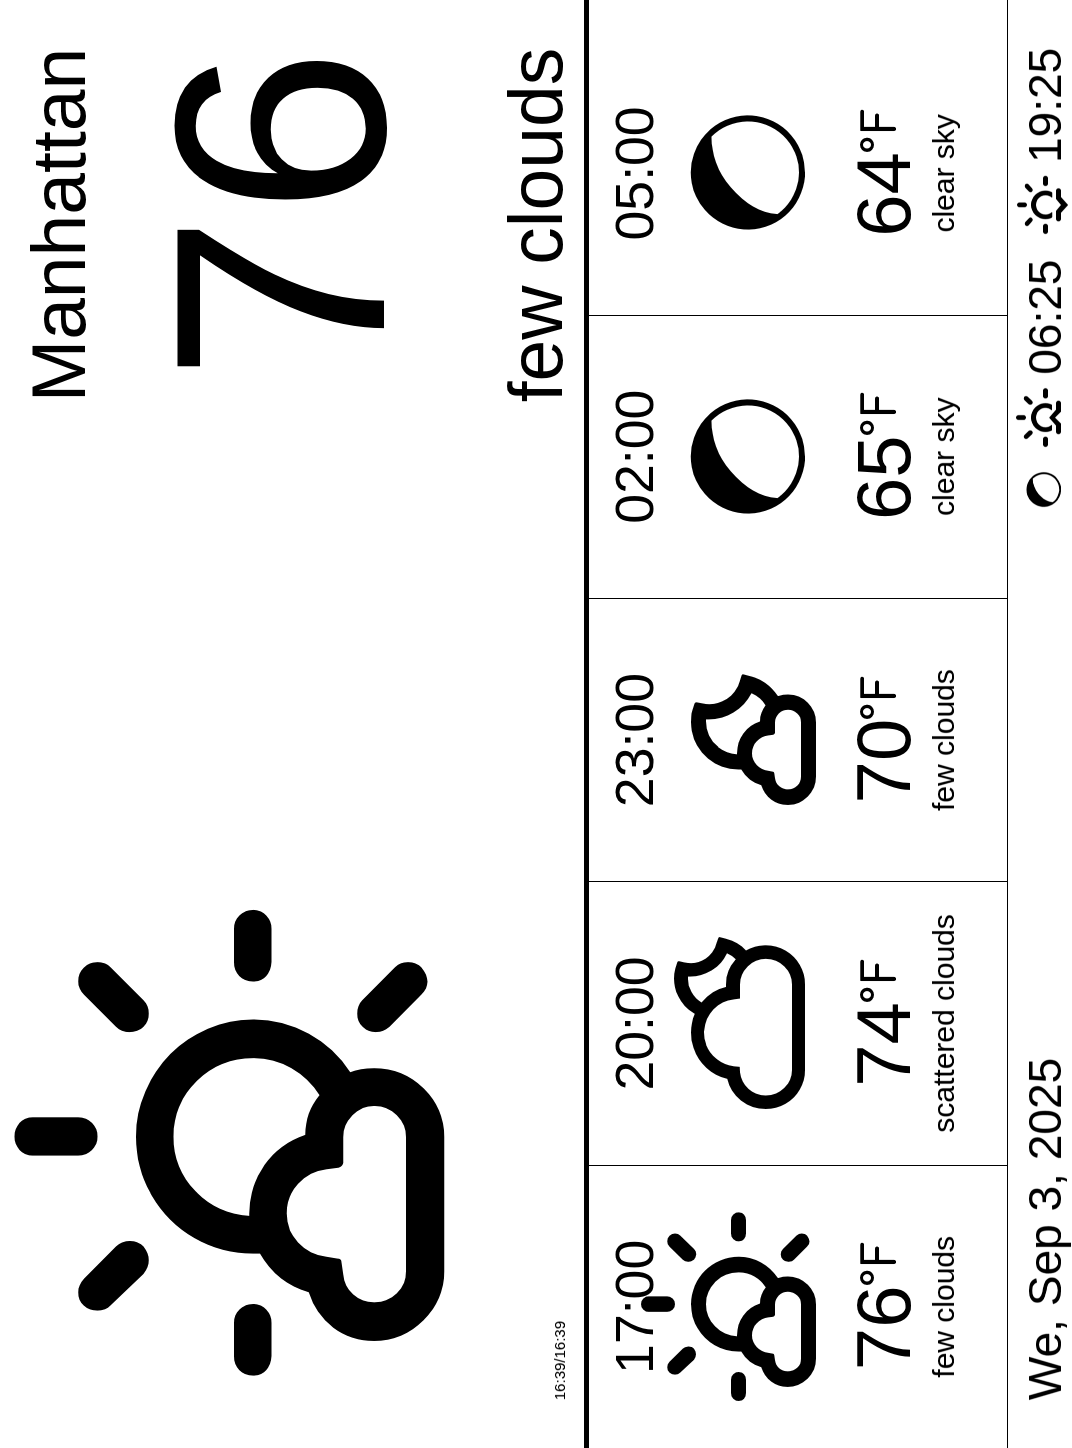 Manhattan
76
few clouds
16:39/16:39
17:00 20:00 23:00 02:00 05:00
76°F 74°F 70°F 65°F 64°F
few clouds scattered clouds few clouds clear sky clear sky
We, Sep 3, 2025 06:25 19:25